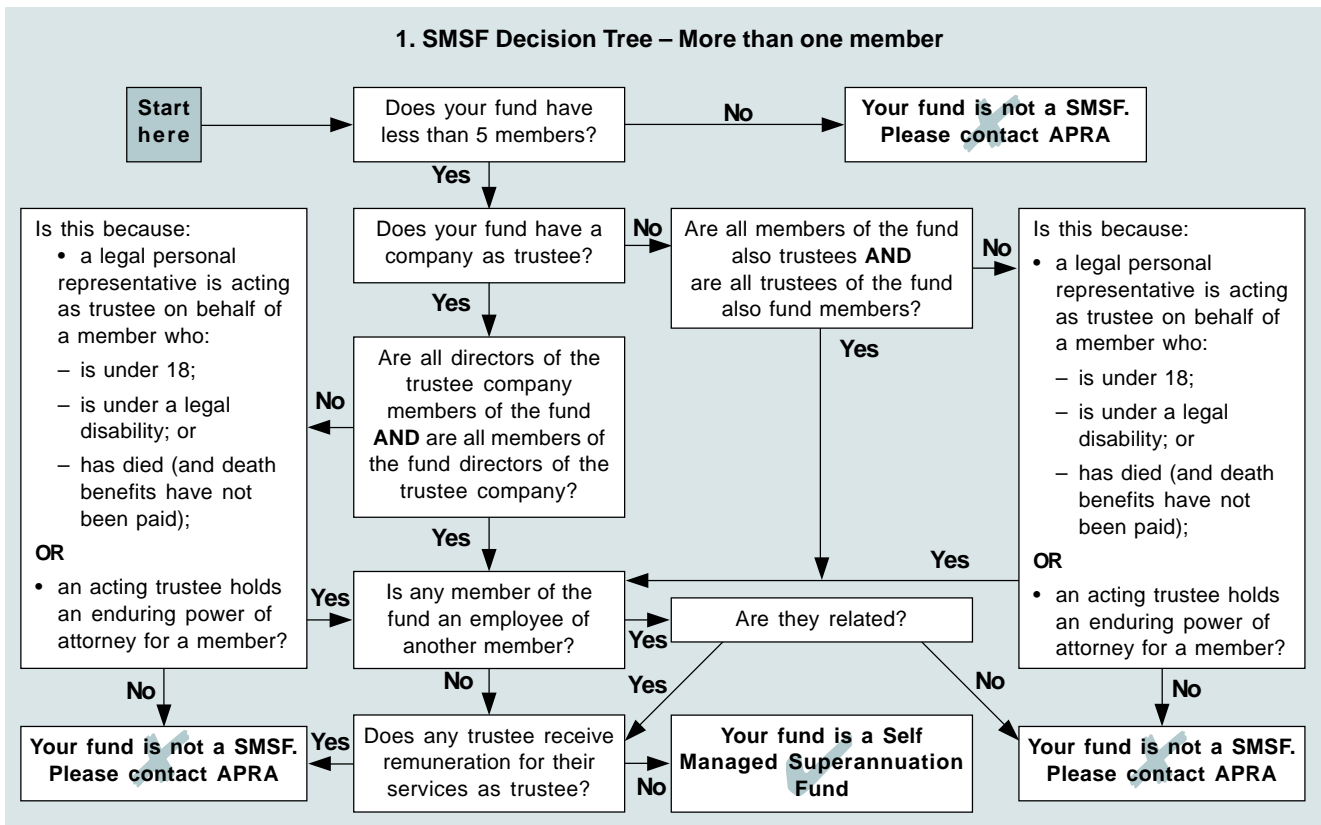 1. SMSF Decision Tree – More than one member
Start
here
Does your fund have
less than 5 members?
No
Your fund is not a SMSF.
Please contact APRA
Yes
Is this because:
• a legal personal
representative is acting
as trustee on behalf of
a member who:
– is under 18;
– is under a legal
disability; or
– has died (and death
benefits have not
been paid);
OR
• an acting trustee holds
an enduring power of
attorney for a member?
Does your fund have a
company as trustee?
No
Are all members of the fund
also trustees AND
are all trustees of the fund
also fund members?
No
Is this because:
• a legal personal
representative is acting
as trustee on behalf of
a member who:
– is under 18;
– is under a legal
disability; or
– has died (and death
benefits have not
been paid);
OR
• an acting trustee holds
an enduring power of
attorney for a member?
Yes
Yes
No
Are all directors of the
trustee company
members of the fund
AND are all members of
the fund directors of the
trustee company?
Yes
Yes
Yes
Is any member of the
fund an employee of
another member?
Yes
Are they related?
No
No
Yes
No
No
Your fund is not a SMSF.
Please contact APRA
Yes
Does any trustee receive
remuneration for their
services as trustee?
No
Your fund is a Self
Managed Superannuation
Fund
Your fund is not a SMSF.
Please contact APRA